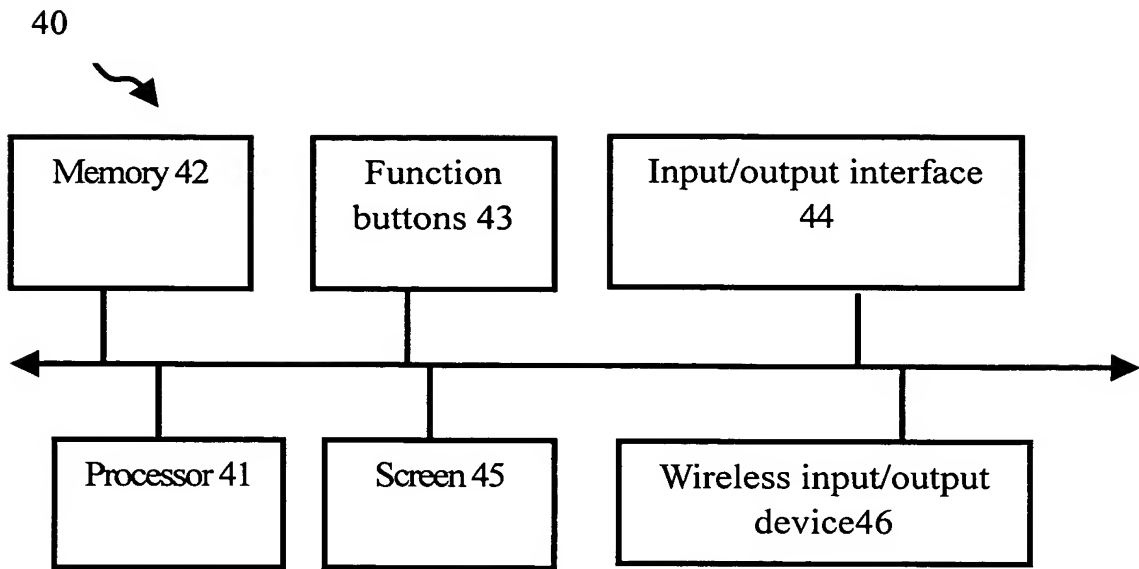 40
Memory 42
Function
buttons 43
Input/output interface
44
Processor 41
Screen 45
Wireless input/output
device46